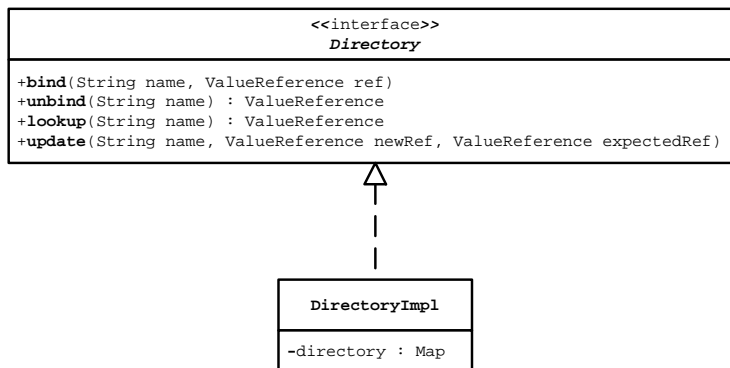 <<interface>>
Directory
+bind(String name, ValueReference ref)
+unbind(String name) : ValueReference
+lookup(String name) : ValueReference
+update(String name, ValueReference newRef, ValueReference expectedRef)
DirectoryImpl
-directory : Map